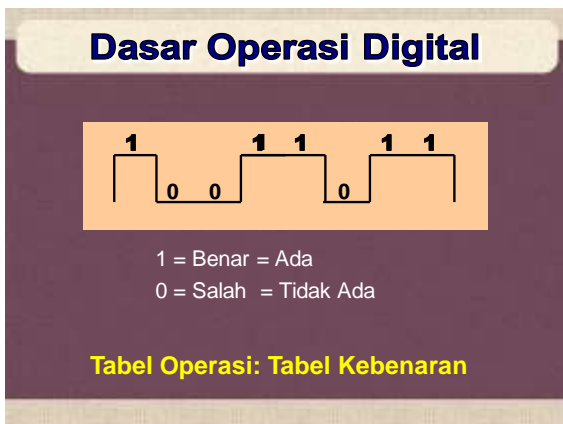 Dasar Operasi Digital
1 0 0 1 1 0 1 1
1 = Benar = Ada
0 = Salah = Tidak Ada
Tabel Operasi: Tabel Kebenaran